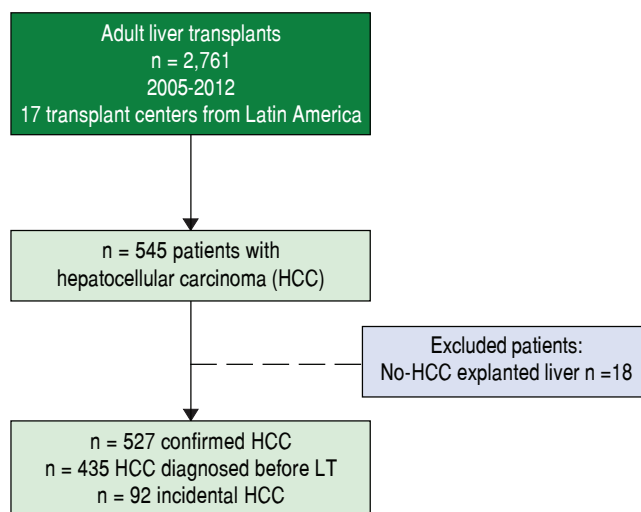 Adult liver transplants
n = 2,761
2005-2012
17 transplant centers from Latin America
n = 545 patients with
hepatocellular carcinoma (HCC)
Excluded patients:
No-HCC explanted liver n =18
n = 527 confirmed HCC
n = 435 HCC diagnosed before LT
n = 92 incidental HCC